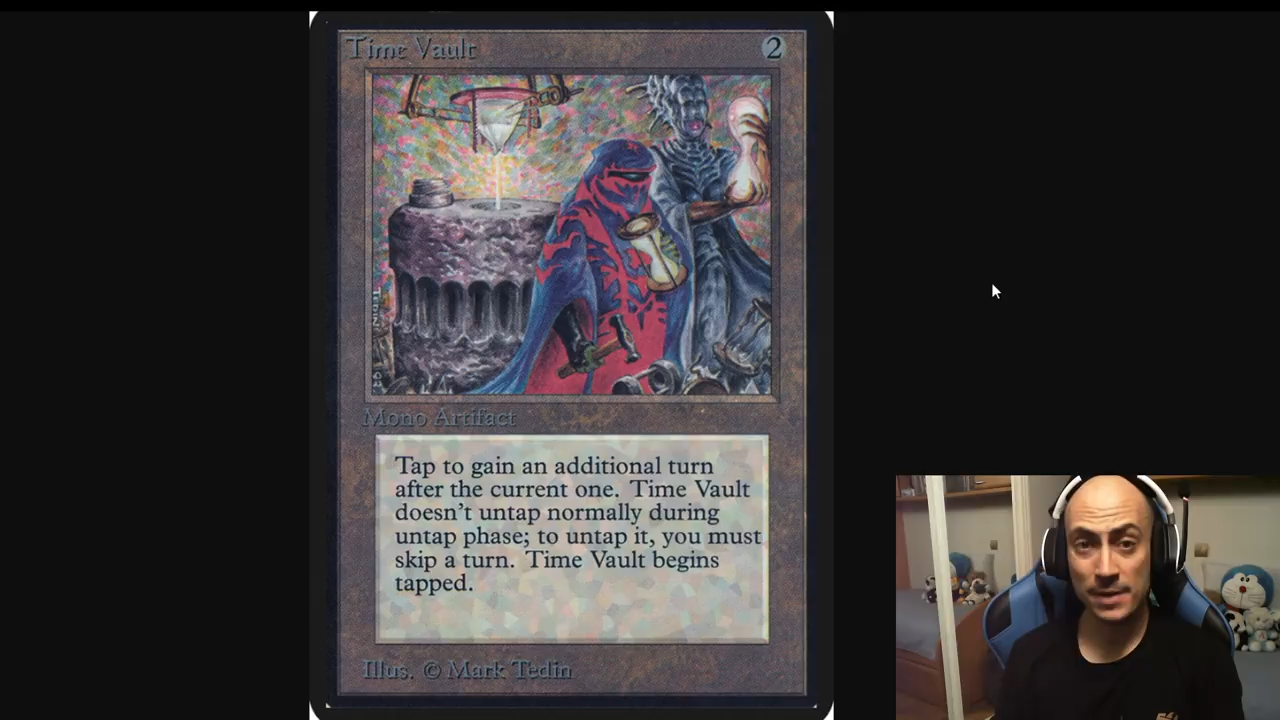 Time Vault
2
Mono Artifact
Tap to gain an additional turn
after the current one. Time Vault
doesn't untap normally during
untap phase; to untap it, you must
skip a turn. Time Vault begins
tapped.
Illus. © Mark Tedin